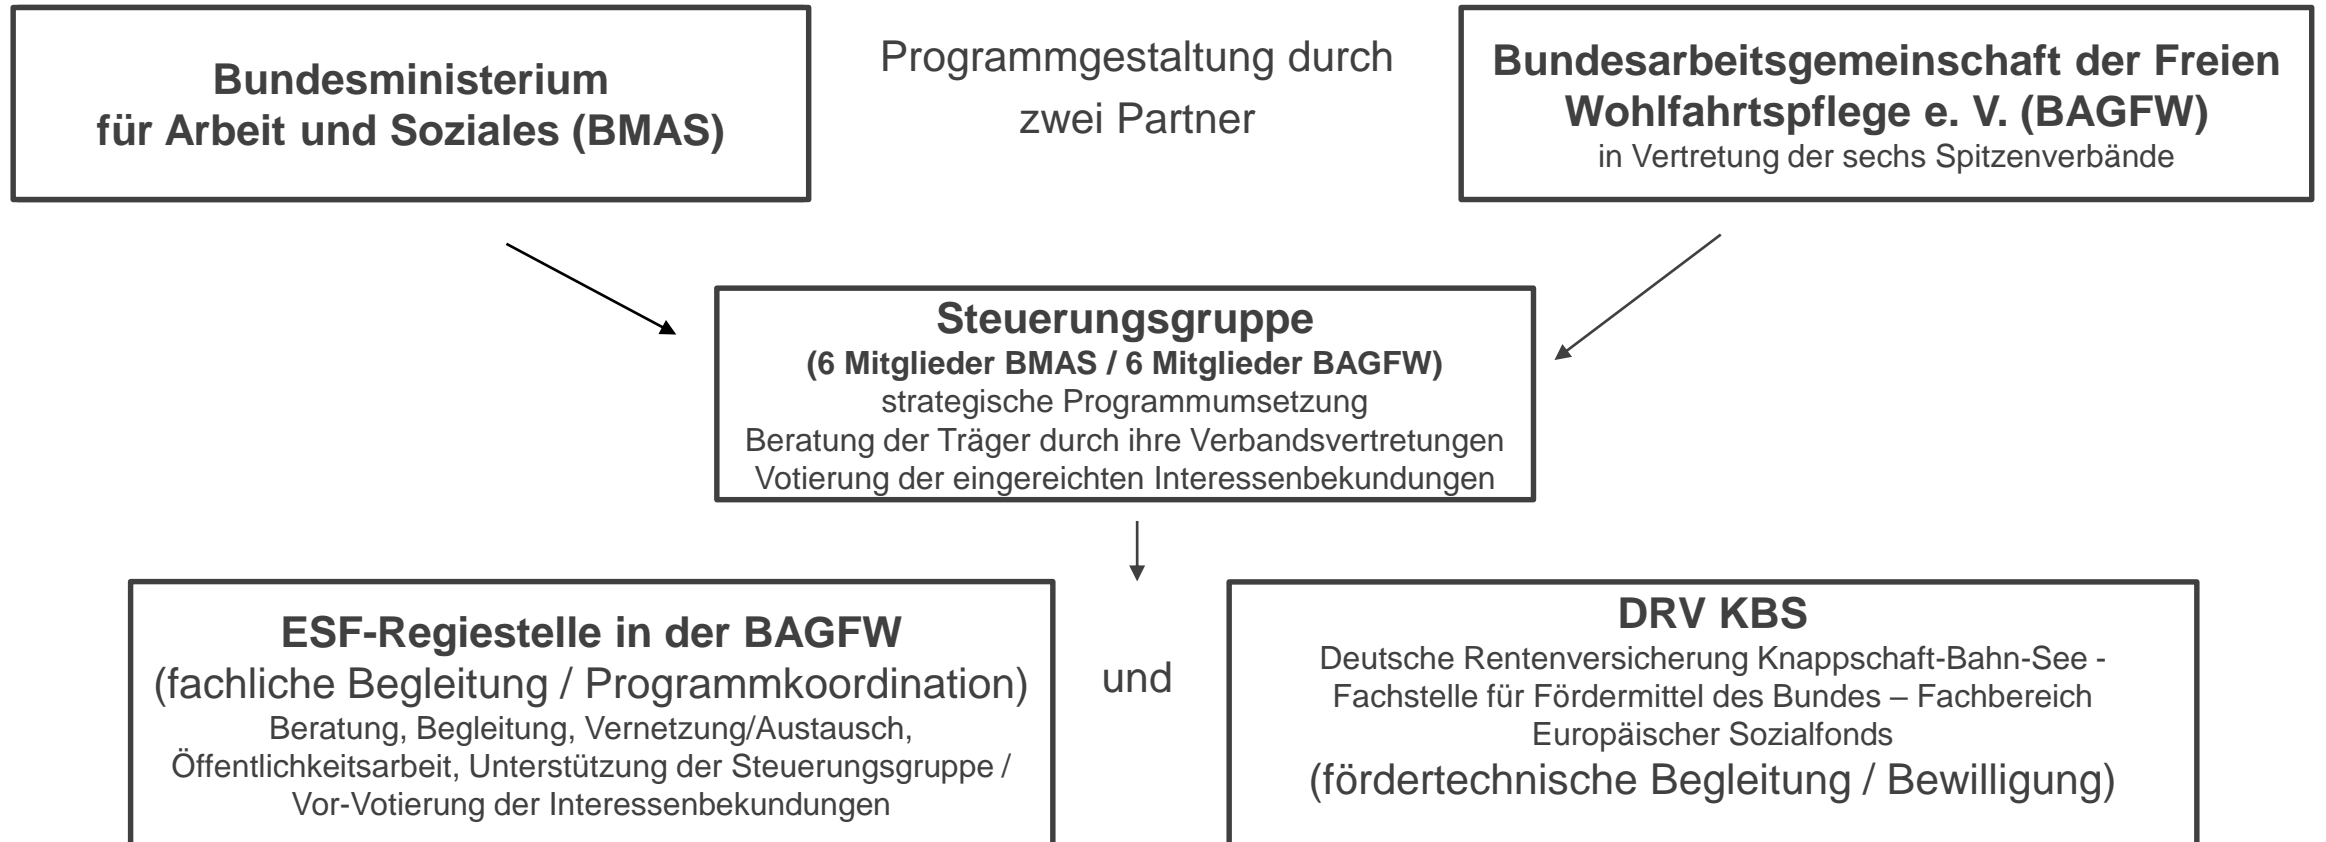 Bundesministerium
für Arbeit und Soziales (BMAS)
Programmgestaltung durch
zwei Partner
Bundesarbeitsgemeinschaft der Freien
Wohlfahrtspflege e. V. (BAGFW)
in Vertretung der sechs Spitzenverbände
Steuerungsgruppe
(6 Mitglieder BMAS / 6 Mitglieder BAGFW)
strategische Programmumsetzung
Beratung der Träger durch ihre Verbandsvertretungen
Votierung der eingereichten Interessenbekundungen
ESF-Regiestelle in der BAGFW
(fachliche Begleitung / Programmkoordination)
Beratung, Begleitung, Vernetzung/Austausch,
Öffentlichkeitsarbeit, Unterstützung der Steuerungsgruppe /
Vor-Votierung der Interessenbekundungen
und
DRV KBS
Deutsche Rentenversicherung Knappschaft-Bahn-See -
Fachstelle für Fördermittel des Bundes – Fachbereich
Europäischer Sozialfonds
(fördertechnische Begleitung / Bewilligung)